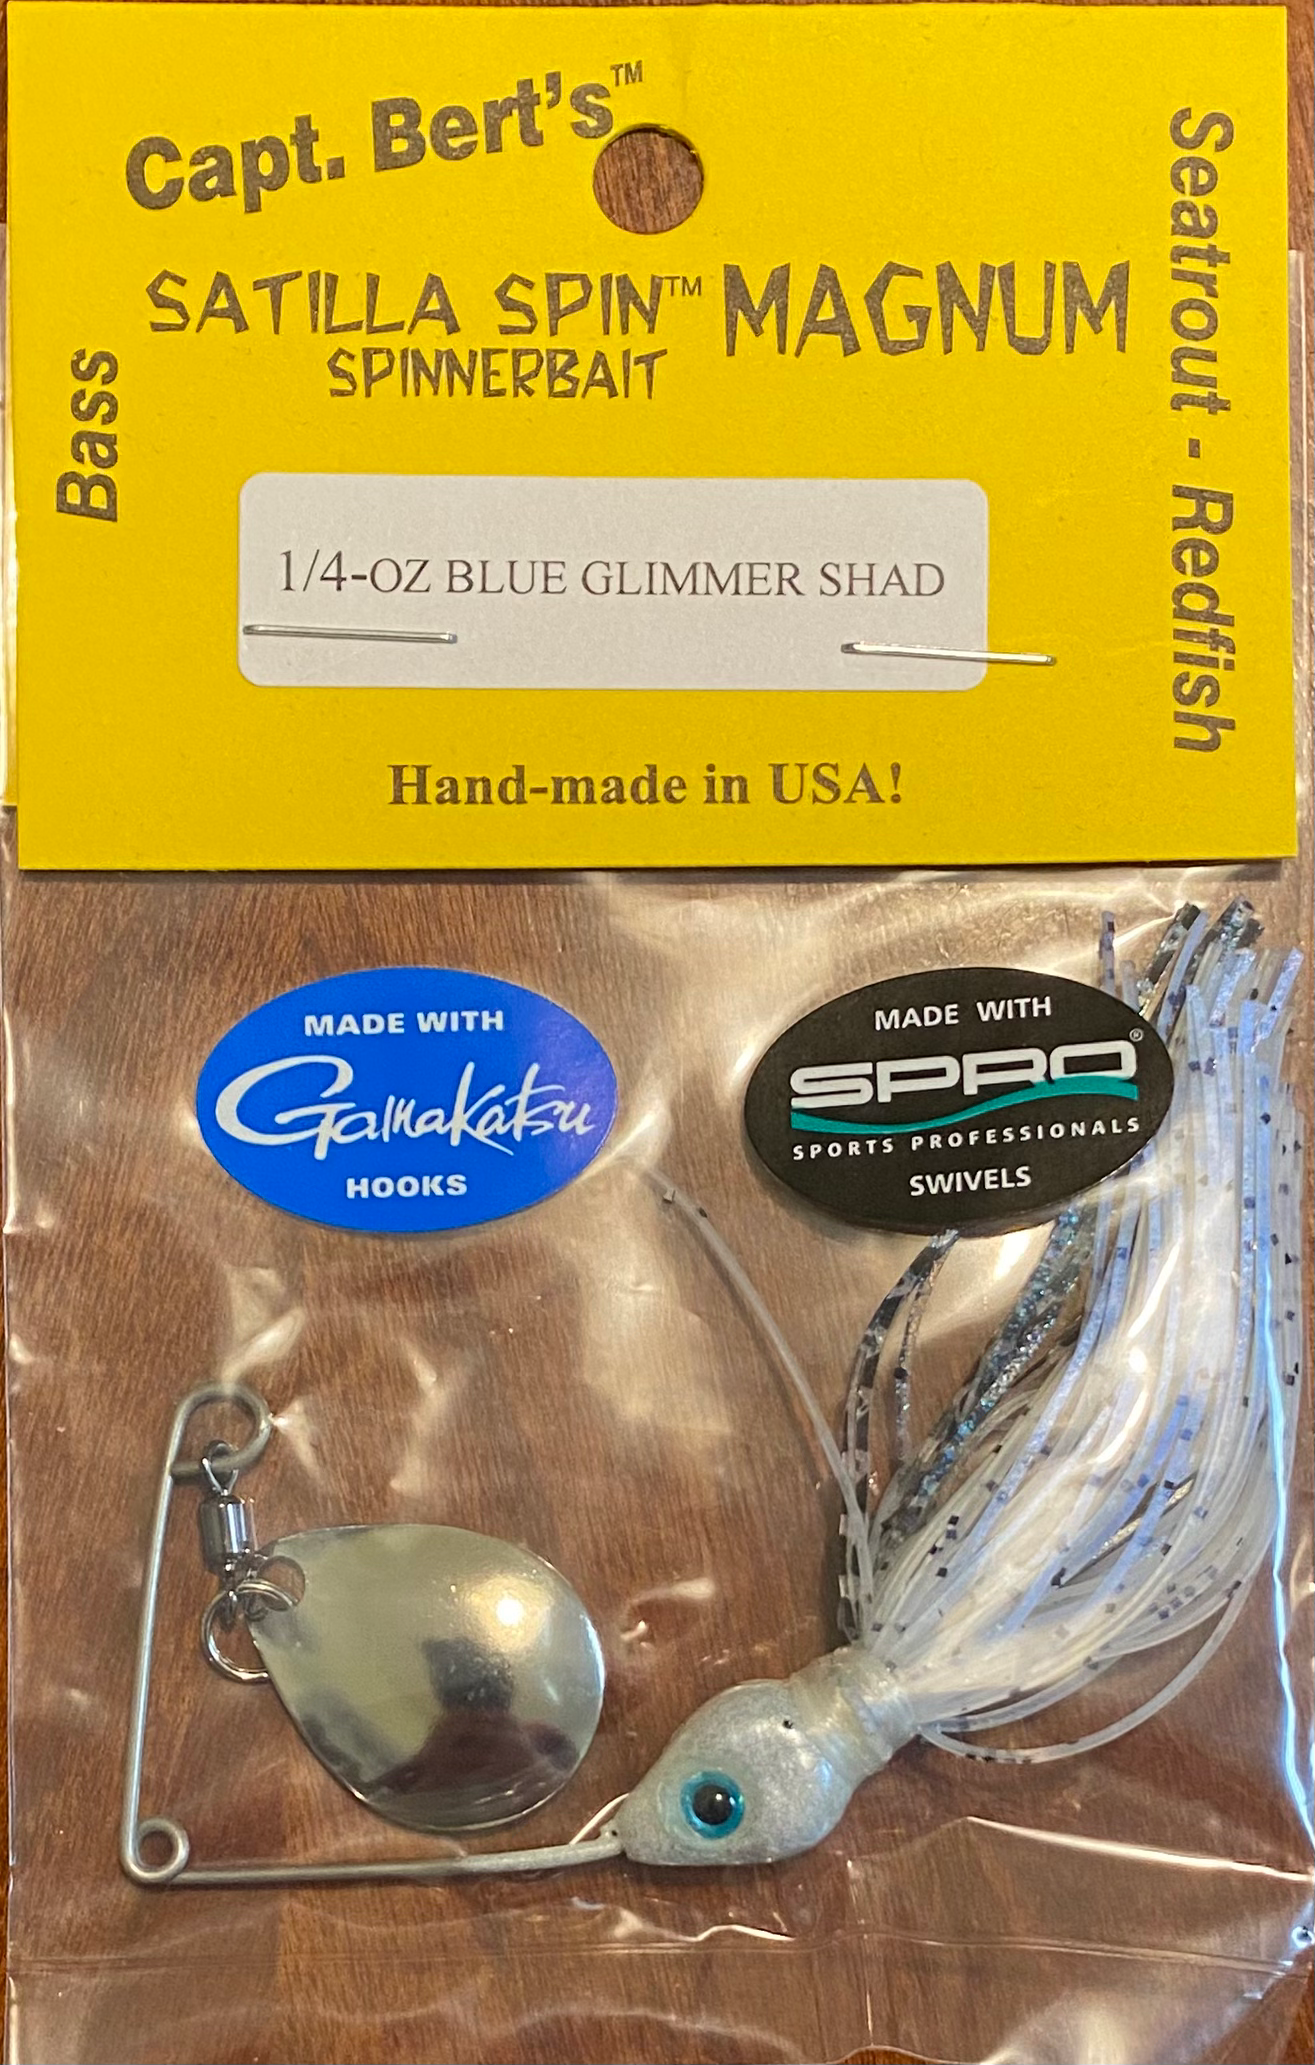 Capt. Bert's™
SATILLA SPIN™ MAGNUM
SPINNERBAIT
Bass
Seatrout - Redfish
1/4-OZ BLUE GLIMMER SHAD
Hand-made in USA!
MADE WITH
Gamakatsu
HOOKS
MADE WITH
SPRO®
SPORTS PROFESSIONALS
SWIVELS